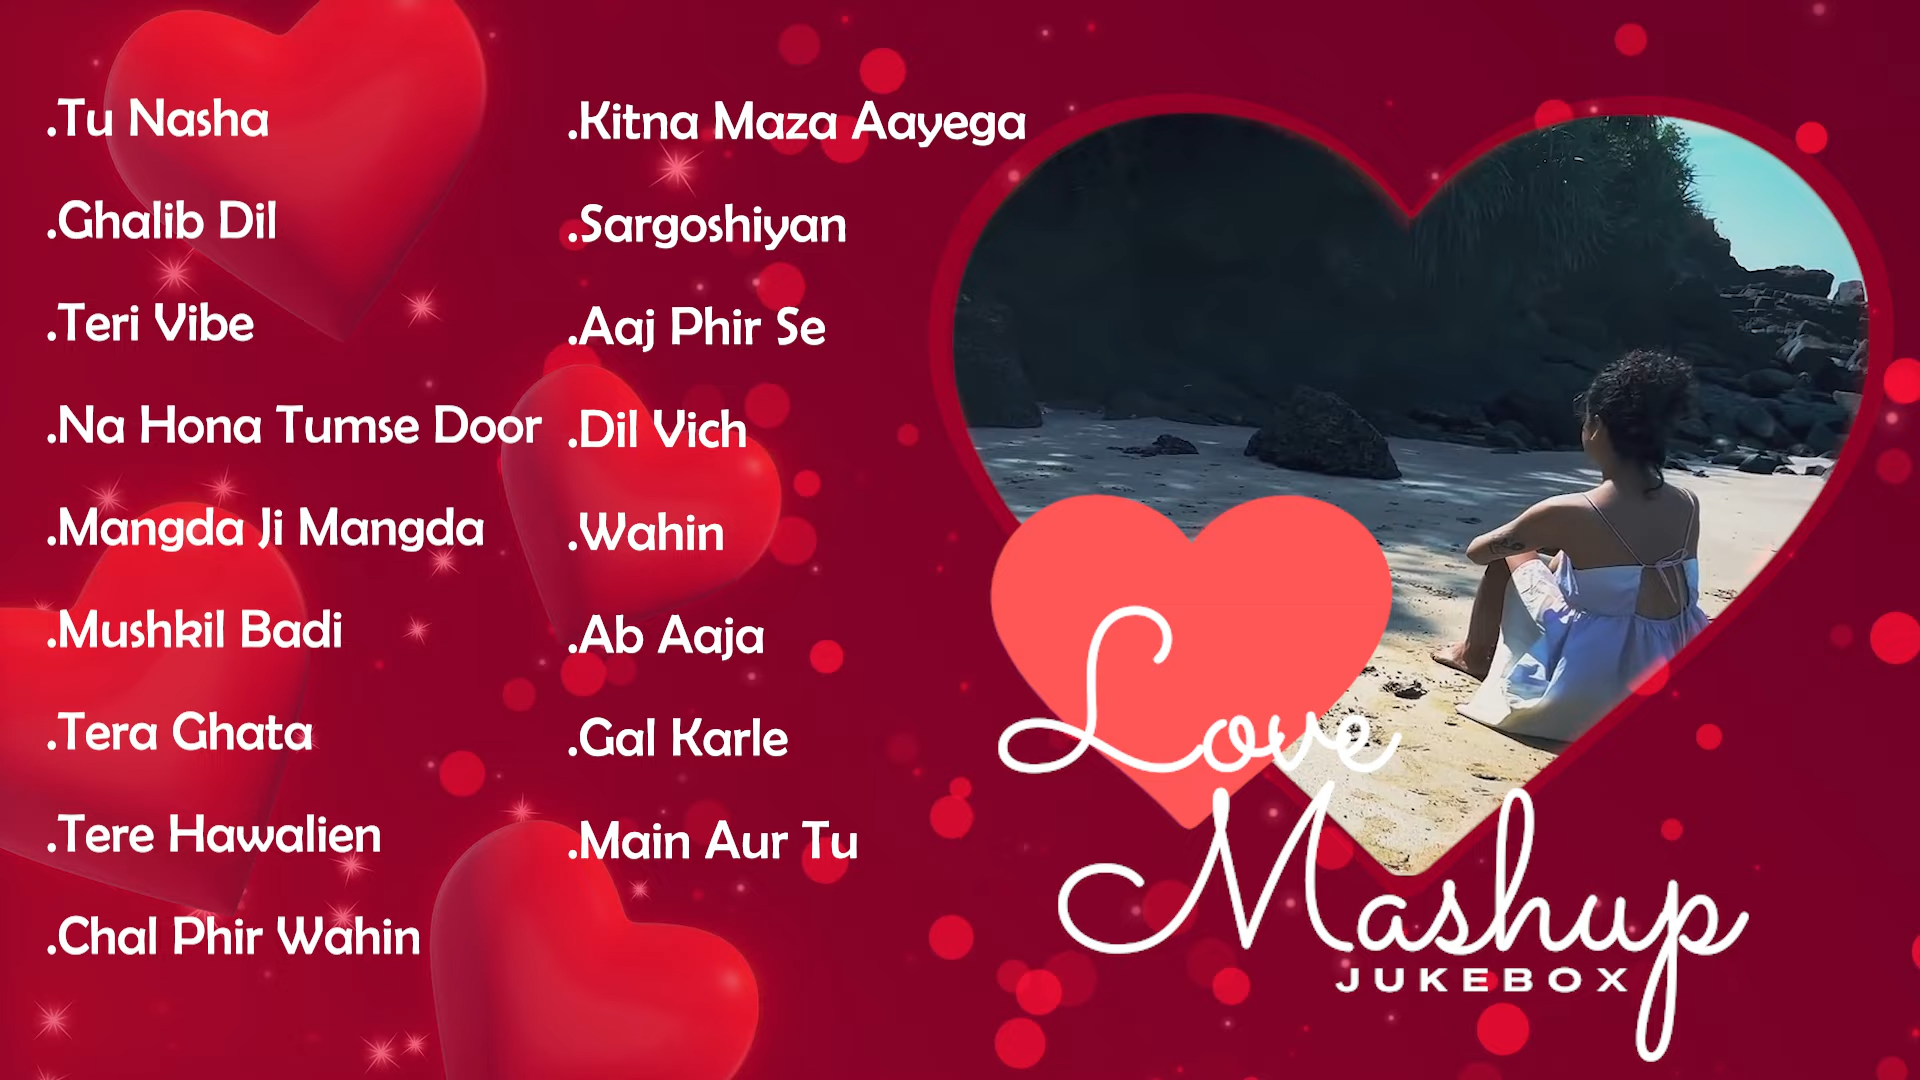 .Tu Nasha
.Ghalib Dil
.Teri Vibe
.Na Hona Tumse Door
.Mangda Ji Mangda
.Mushkil Badi
.Tera Ghata
.Tere Hawalien
.Chal Phir Wahin
.Kitna Maza Aayega
.Sargoshiyan
.Aaj Phir Se
.Dil Vich
.Wahin
.Ab Aaja
.Gal Karle
.Main Aur Tu
Love
Mashup
JUKEBOX